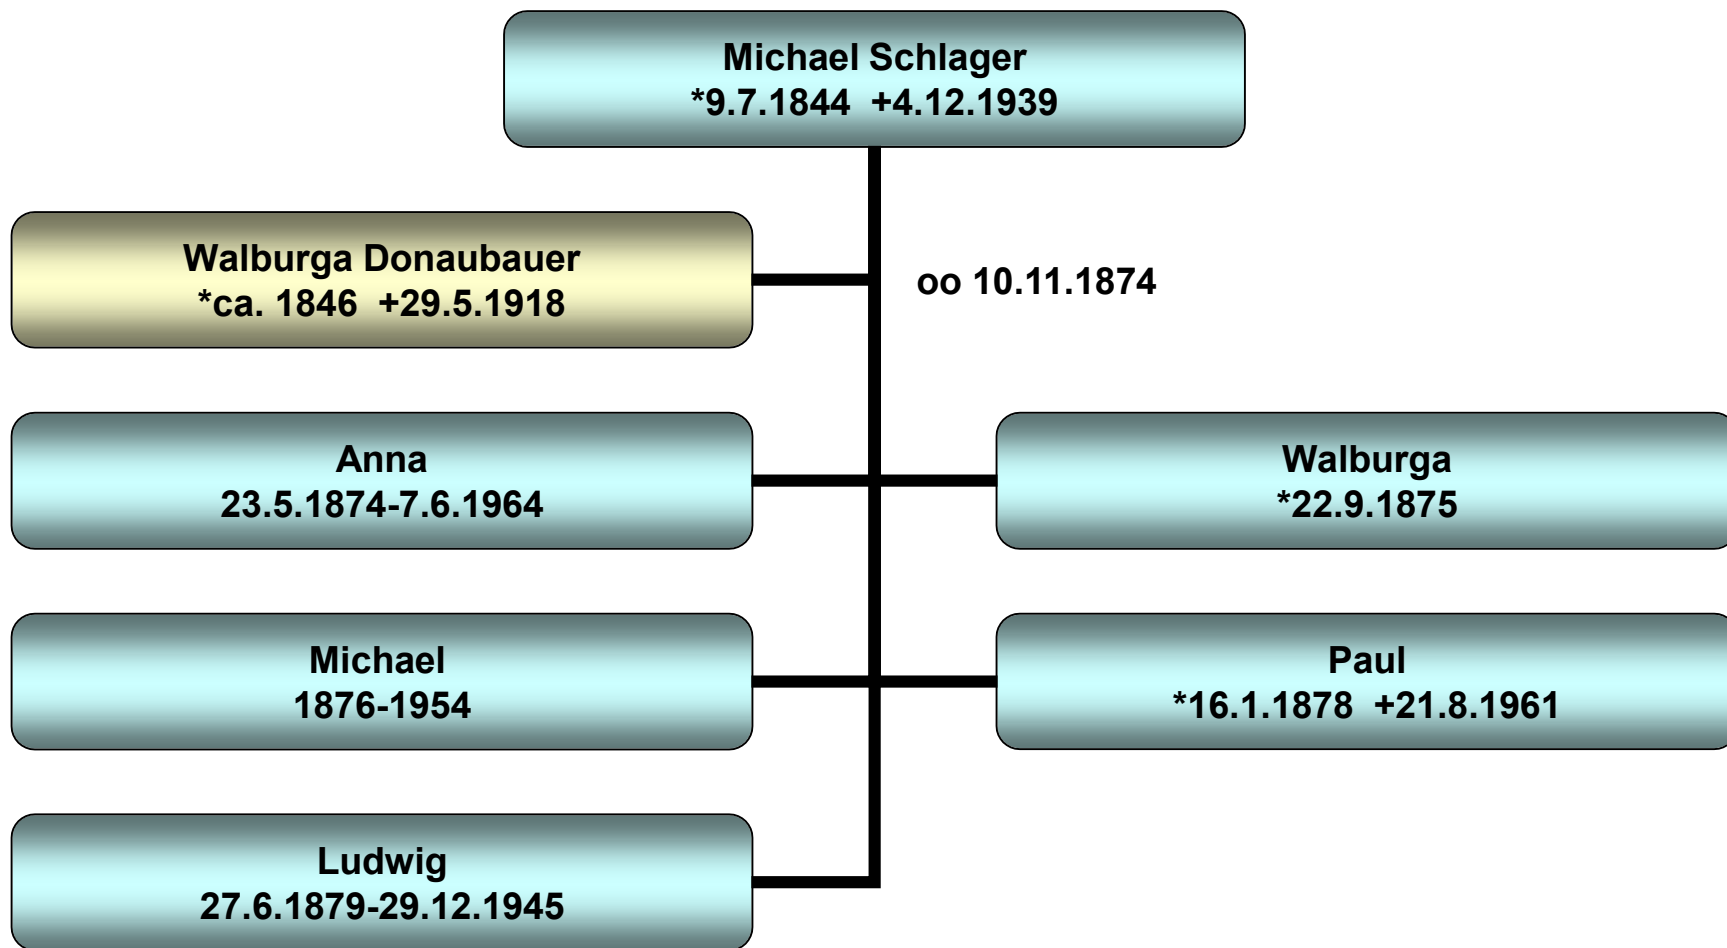 Michael Schlager
*9.7.1844  +4.12.1939
Walburga Donaubauer
*ca. 1846  +29.5.1918
oo 10.11.1874
Anna
23.5.1874-7.6.1964
Walburga
*22.9.1875
Michael
1876-1954
Paul
*16.1.1878  +21.8.1961
Ludwig
27.6.1879-29.12.1945